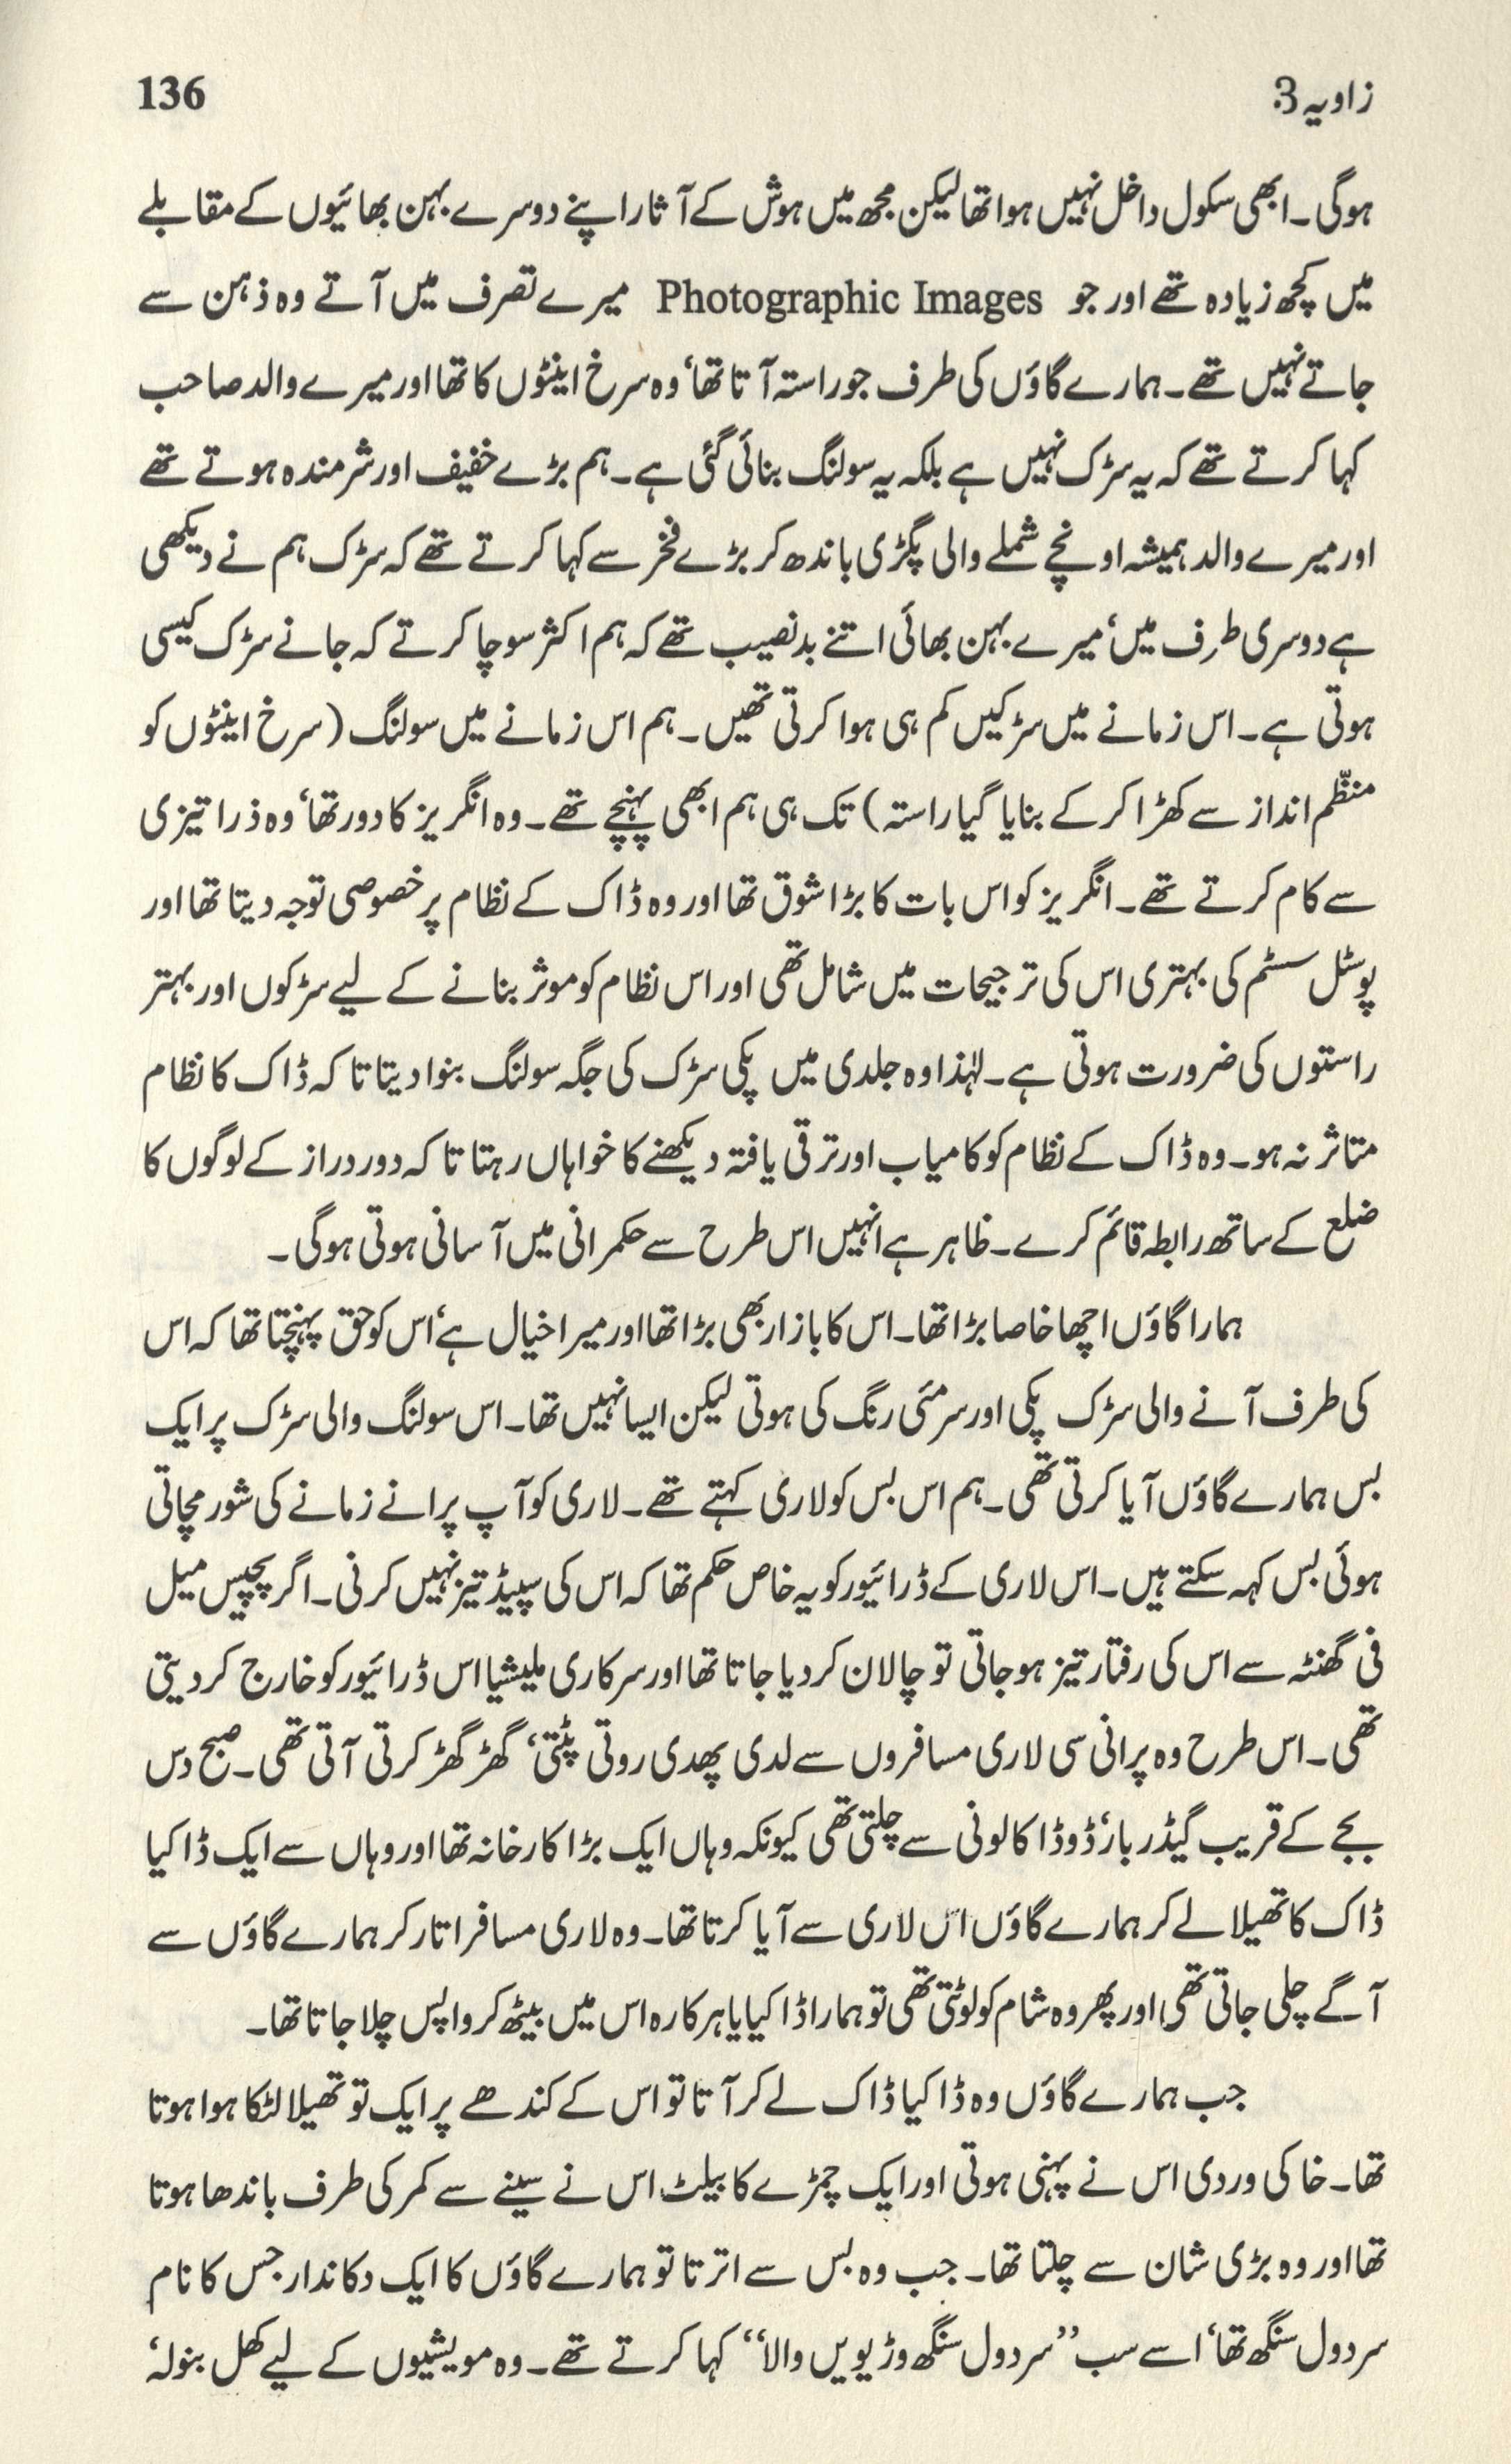 زاویہ 3
136
ہوگی۔ ابھی سکول داخل نہیں ہوا تھا لیکن مجھ میں ہوش کے آثار اپنے دوسرے بہن بھائیوں کے مقابلے
میں کچھ زیادہ تھے اور جو Photographic Images میرے تصرف میں آتے وہ ذہن سے
جاتے نہیں تھے۔ ہمارے گاؤں کی طرف جو راستہ آتا تھا‘ وہ سرخ اینٹوں کا تھا اور میرے والد صاحب
کہا کرتے تھے کہ یہ سڑک نہیں ہے بلکہ یہ سولنگ بنائی گئی ہے۔ ہم بڑے خفیف اور شرمندہ ہوتے تھے
اور میرے والد ہمیشہ اونچے شملے والی پگڑی باندھ کر بڑے فخر سے کہا کرتے تھے کہ سڑک ہم نے دیکھی
ہے دوسری طرف میں‘ میرے بہن بھائی اتنے بدنصیب تھے کہ ہم اکثر سوچا کرتے کہ جانے سڑک کیسی
ہوتی ہے۔ اس زمانے میں سڑکیں کم ہی ہوا کرتی تھیں۔ ہم اس زمانے میں سولنگ (سرخ اینٹوں کو
منظّم انداز سے کھڑا کر کے بنایا گیا راستہ) تک ہی ہم ابھی پہنچے تھے۔ وہ انگریز کا دور تھا‘ وہ ذرا تیزی
سے کام کرتے تھے۔ انگریز کو اس بات کا بڑا شوق تھا اور وہ ڈاک کے نظام پر خصوصی توجہ دیتا تھا اور
پوسٹل سسٹم کی بہتری اس کی ترجیحات میں شامل تھی اور اس نظام کو موثر بنانے کے لیے سڑکوں اور بہتر
راستوں کی ضرورت ہوتی ہے۔ لہٰذا وہ جلدی میں پکی سڑک کی جگہ سولنگ بنوا دیتا تا کہ ڈاک کا نظام
متاثر نہ ہو۔ وہ ڈاک کے نظام کو کامیاب اور ترقی یافتہ دیکھنے کا خواہاں رہتا تا کہ دور دراز کے لوگوں کا
ضلع کے ساتھ رابطہ قائم کرے۔ ظاہر ہے انہیں اس طرح سے حکمرانی میں آسانی ہوتی ہوگی۔
ہمارا گاؤں اچھا خاصا بڑا تھا۔ اس کا بازار بھی بڑا تھا اور میرا خیال ہے‘ اس کو حق پہنچتا تھا کہ اس
کی طرف آنے والی سڑک پکی اور سرمئی رنگ کی ہوتی لیکن ایسا نہیں تھا۔ اس سولنگ والی سڑک پر ایک
بس ہمارے گاؤں آیا کرتی تھی۔ ہم اس بس کو لاری کہتے تھے۔ لاری کو آپ پرانے زمانے کی شور مچاتی
ہوئی بس کہہ سکتے ہیں۔ اس لاری کے ڈرائیور کو یہ خاص حکم تھا کہ اس کی سپیڈ تیز نہیں کرنی۔ اگر پچیس میل
فی گھنٹہ سے اس کی رفتار تیز ہو جاتی تو چالان کر دیا جاتا تھا اور سرکاری ملیشیا اس ڈرائیور کو خارج کر دیتی
تھی۔ اس طرح وہ پرانی سی لاری مسافروں سے لدی پھدی روتی پٹتی‘ گھڑ گھڑ کرتی آتی تھی۔ صبح دس
بجے کے قریب گیڈر بار‘ ڈوڈا کالونی سے چلتی تھی کیونکہ وہاں ایک بڑا کارخانہ تھا اور وہاں سے ایک ڈاکیا
ڈاک کا تھیلا لے کر ہمارے گاؤں اس لاری سے آیا کرتا تھا۔ وہ لاری مسافر اتار کر ہمارے گاؤں سے
آگے چلی جاتی تھی اور پھر وہ شام کو لوٹتی تھی تو ہمارا ڈاکیا یا ہرکارہ اس میں بیٹھ کر واپس چلا جاتا تھا۔
جب ہمارے گاؤں وہ ڈاکیا ڈاک لے کر آتا تو اس کے کندھے پر ایک تو تھیلا لٹکا ہوا ہوتا
تھا۔ خاکی وردی اس نے پہنی ہوتی اور ایک چمڑے کا بیلٹ اس نے سینے سے کمر کی طرف باندھا ہوتا
تھا اور وہ بڑی شان سے چلتا تھا۔ جب وہ بس سے اترتا تو ہمارے گاؤں کا ایک دکاندار جس کا نام
سردول سنگھ تھا‘ اسے سب ’’سردول سنگھ وڑیویں والا‘‘ کہا کرتے تھے۔ وہ مویشیوں کے لیے کھل بنولہ‘